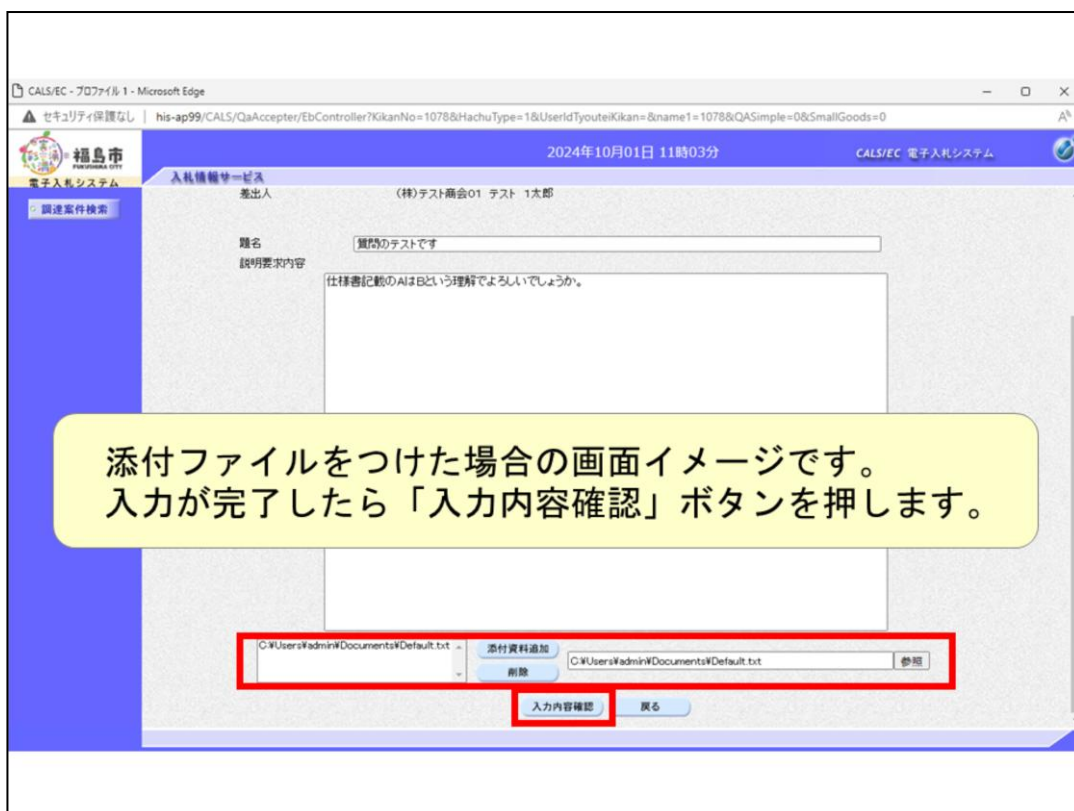 CALS/EC - プロファイル 1 - Microsoft Edge
セキュリティ保護なし | his-ap99/CALS/QaAccepter/EbController?KikanNo=1078&HachuType=1&UserIdTyouteiKikan=&name1=1078&QASimple=0&SmallGoods=0
福島市
FUKUSHIMA CITY
電子入札システム
2024年10月01日 11時03分
CALS/EC 電子入札システム
入札情報サービス
調達案件検索
差出人 (株)テスト商会01 テスト 1太郎
題名 質問のテストです
説明要求内容
仕様書記載のAはBという理解でよろしいでしょうか。
添付ファイルをつけた場合の画面イメージです。
入力が完了したら「入力内容確認」ボタンを押します。
C:¥Users¥admin¥Documents¥Default.txt
添付資料追加
削除
C:¥Users¥admin¥Documents¥Default.txt
参照
入力内容確認
戻る